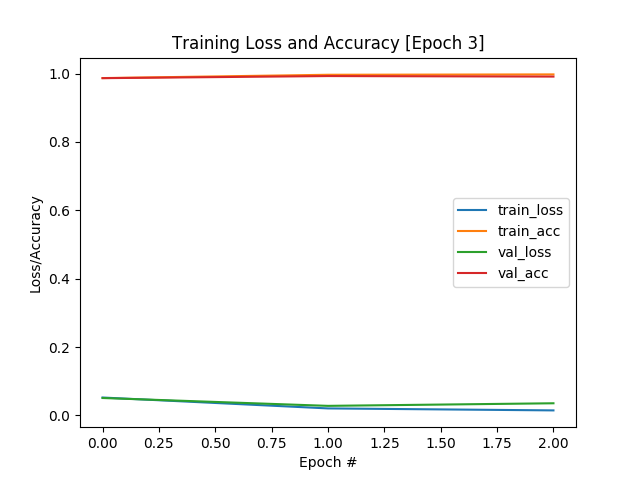 Training Loss and Accuracy [Epoch 3]
1.0
0.8
0.6
0.4
0.2
0.0
Loss/Accuracy
train_loss
train_acc
val_loss
val_acc
0.00 0.25 0.50 0.75 1.00 1.25 1.50 1.75 2.00
Epoch #